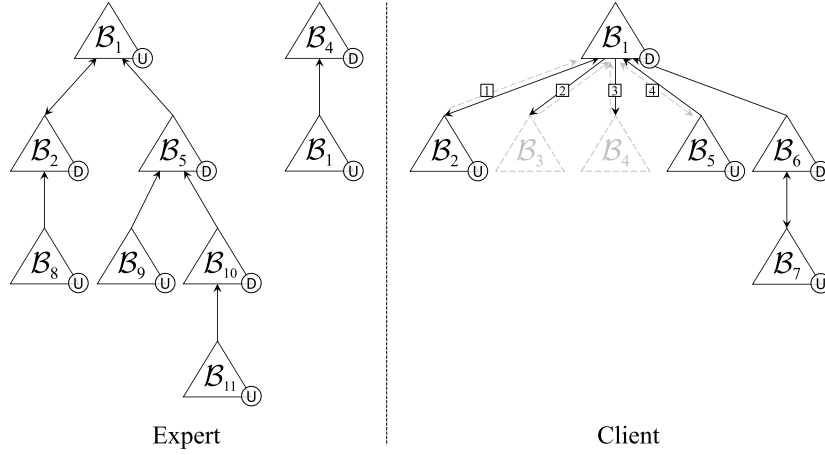 B1 U
B4 D
B1 D
1 2 3 4
B2 D
B5 D
B1 U
B2 U
B3
B4
B5 U
B6 D
B8 U
B9 U
B10 D
B7 U
B11 U
Expert
Client